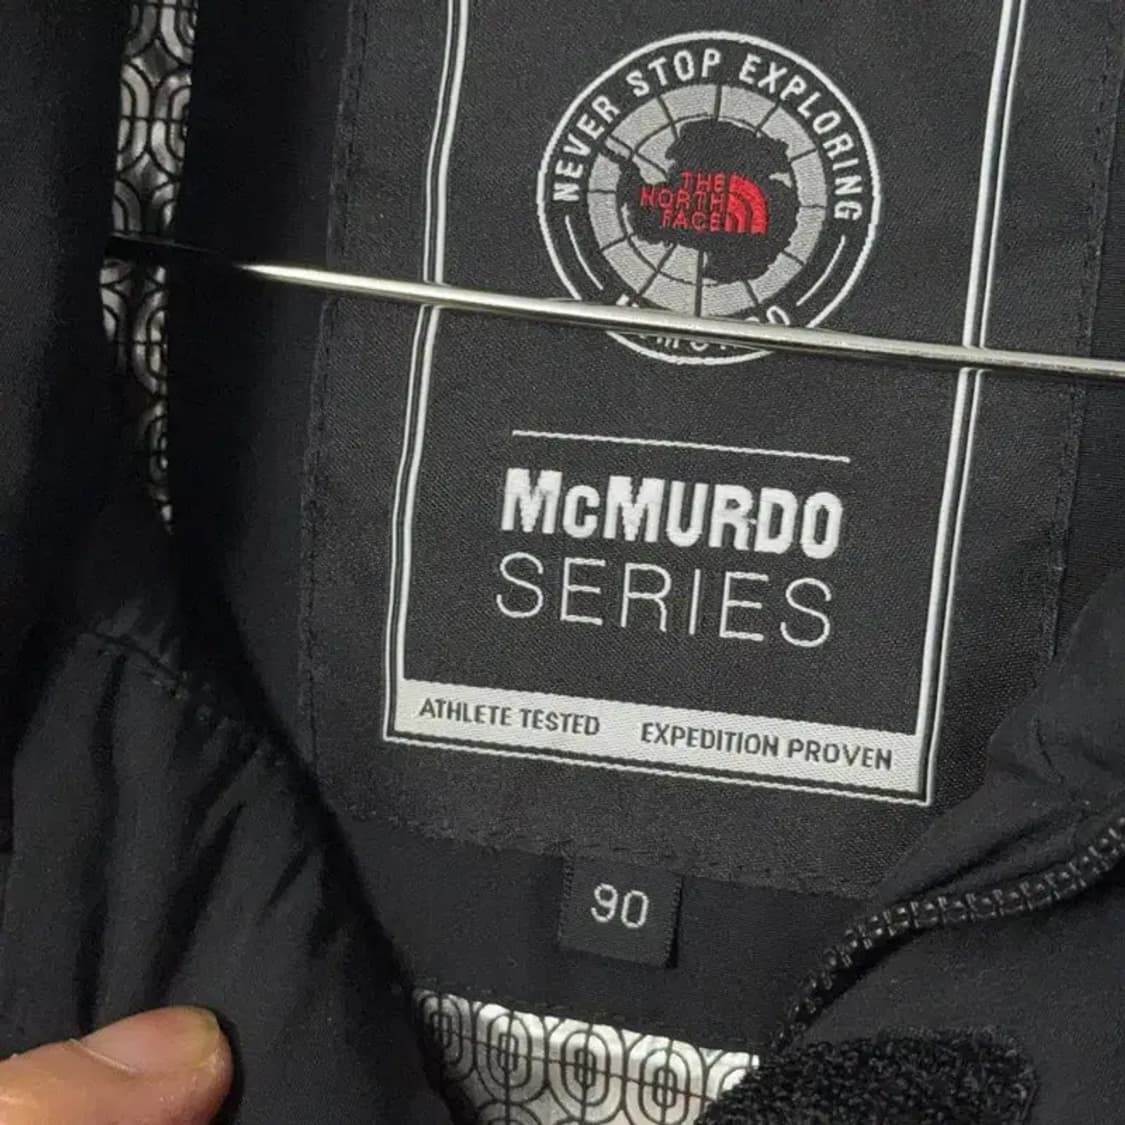 NEVER STOP EXPLORING
THE
NORTH
FACE
McMURDO
SERIES
ATHLETE TESTED EXPEDITION PROVEN
90